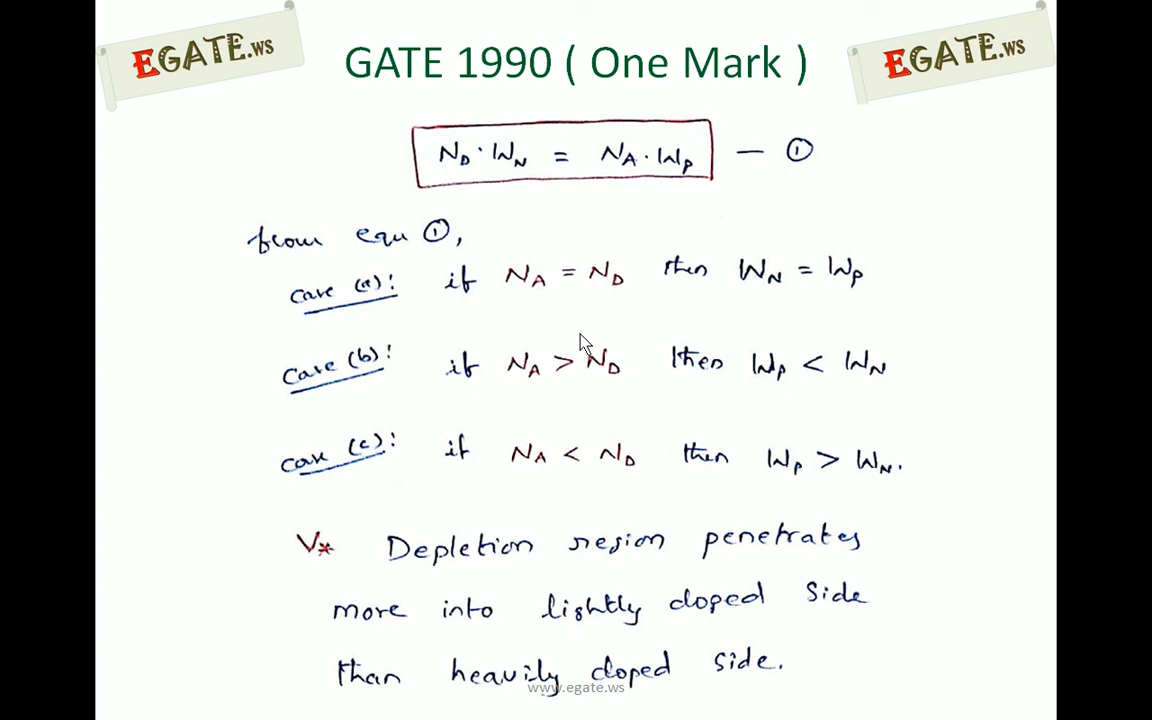 EGATE.ws
GATE 1990 ( One Mark )
EGATE.ws
N_D · W_N = N_A · W_P — ①
from equ ①,
Case (a): if N_A = N_D then W_N = W_P
Case (b): if N_A > N_D then W_P < W_N
Case (c): if N_A < N_D then W_P > W_N.
V* Depletion region penetrates
more into lightly doped side
than heavily doped side.
www.egate.ws